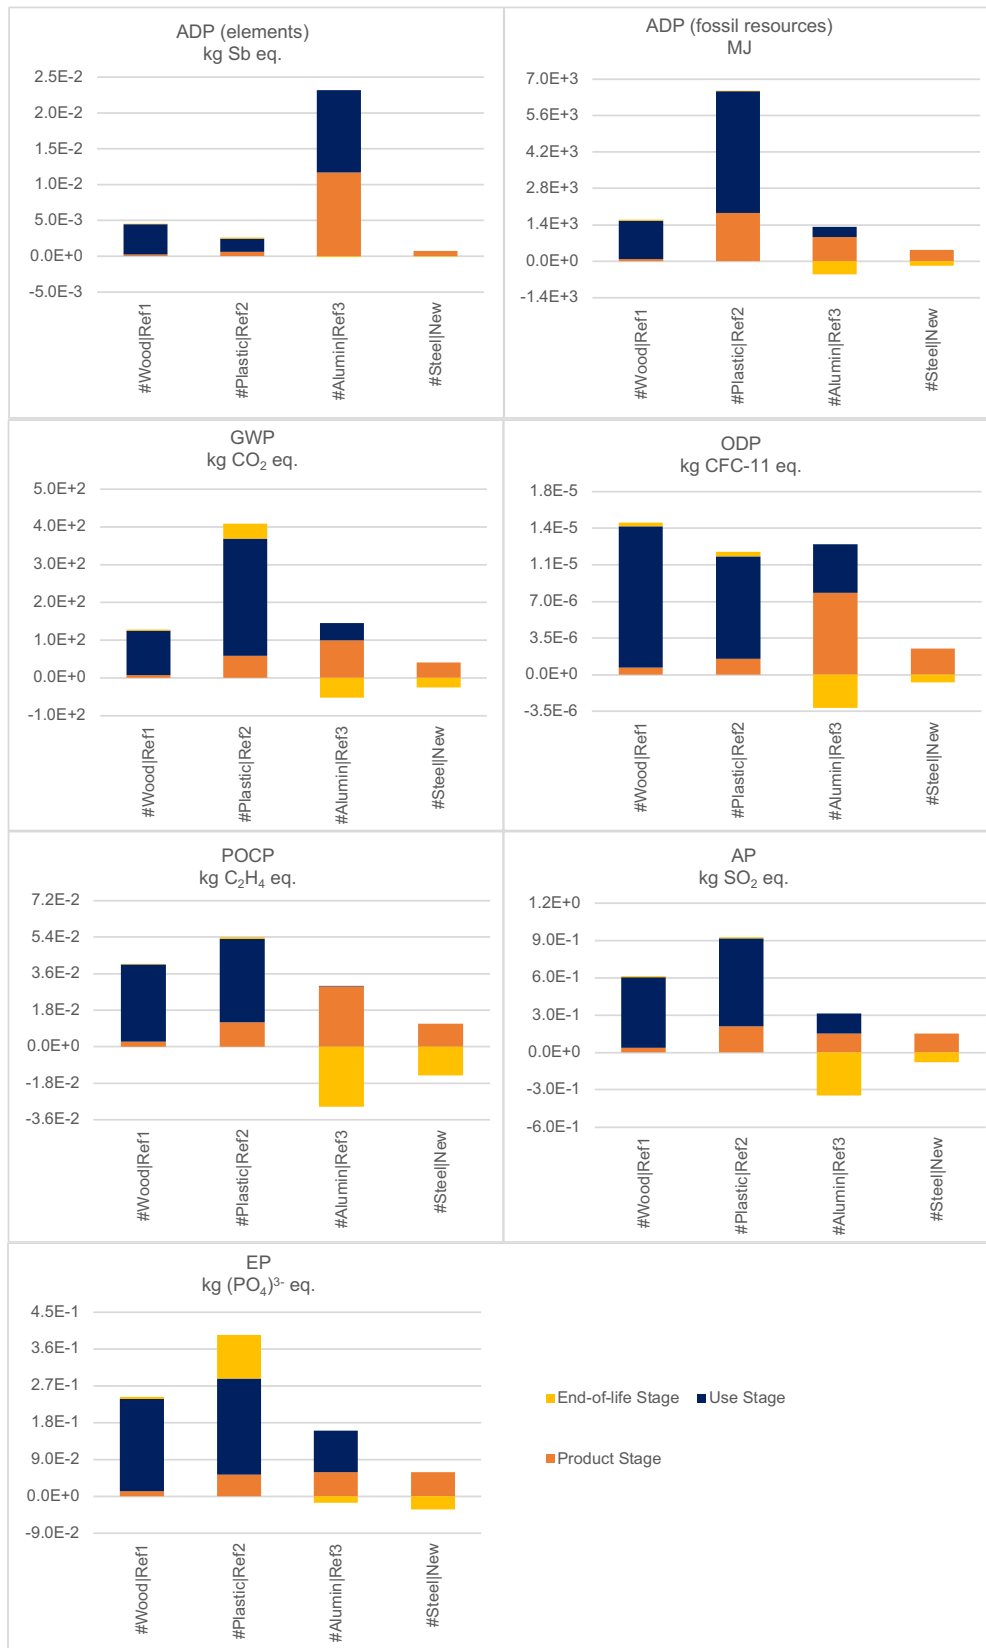 ADP (elements)
kg Sb eq.
2.5E-2
2.0E-2
1.5E-2
1.0E-2
5.0E-3
0.0E+0
-5.0E-3
#Wood|Ref1
#Plastic|Ref2
#Alumin|Ref3
#Steel|New
ADP (fossil resources)
MJ
7.0E+3
5.6E+3
4.2E+3
2.8E+3
1.4E+3
0.0E+0
-1.4E+3
#Wood|Ref1
#Plastic|Ref2
#Alumin|Ref3
#Steel|New
GWP
kg CO₂ eq.
5.0E+2
4.0E+2
3.0E+2
2.0E+2
1.0E+2
0.0E+0
-1.0E+2
#Wood|Ref1
#Plastic|Ref2
#Alumin|Ref3
#Steel|New
ODP
kg CFC-11 eq.
1.8E-5
1.4E-5
1.1E-5
7.0E-6
3.5E-6
0.0E+0
-3.5E-6
#Wood|Ref1
#Plastic|Ref2
#Alumin|Ref3
#Steel|New
POCP
kg C₂H₄ eq.
7.2E-2
5.4E-2
3.6E-2
1.8E-2
0.0E+0
-1.8E-2
-3.6E-2
#Wood|Ref1
#Plastic|Ref2
#Alumin|Ref3
#Steel|New
AP
kg SO₂ eq.
1.2E+0
9.0E-1
6.0E-1
3.0E-1
0.0E+0
-3.0E-1
-6.0E-1
#Wood|Ref1
#Plastic|Ref2
#Alumin|Ref3
#Steel|New
EP
kg (PO₄)³⁻ eq.
4.5E-1
3.6E-1
2.7E-1
1.8E-1
9.0E-2
0.0E+0
-9.0E-2
#Wood|Ref1
#Plastic|Ref2
#Alumin|Ref3
#Steel|New
End-of-life Stage
Use Stage
Product Stage